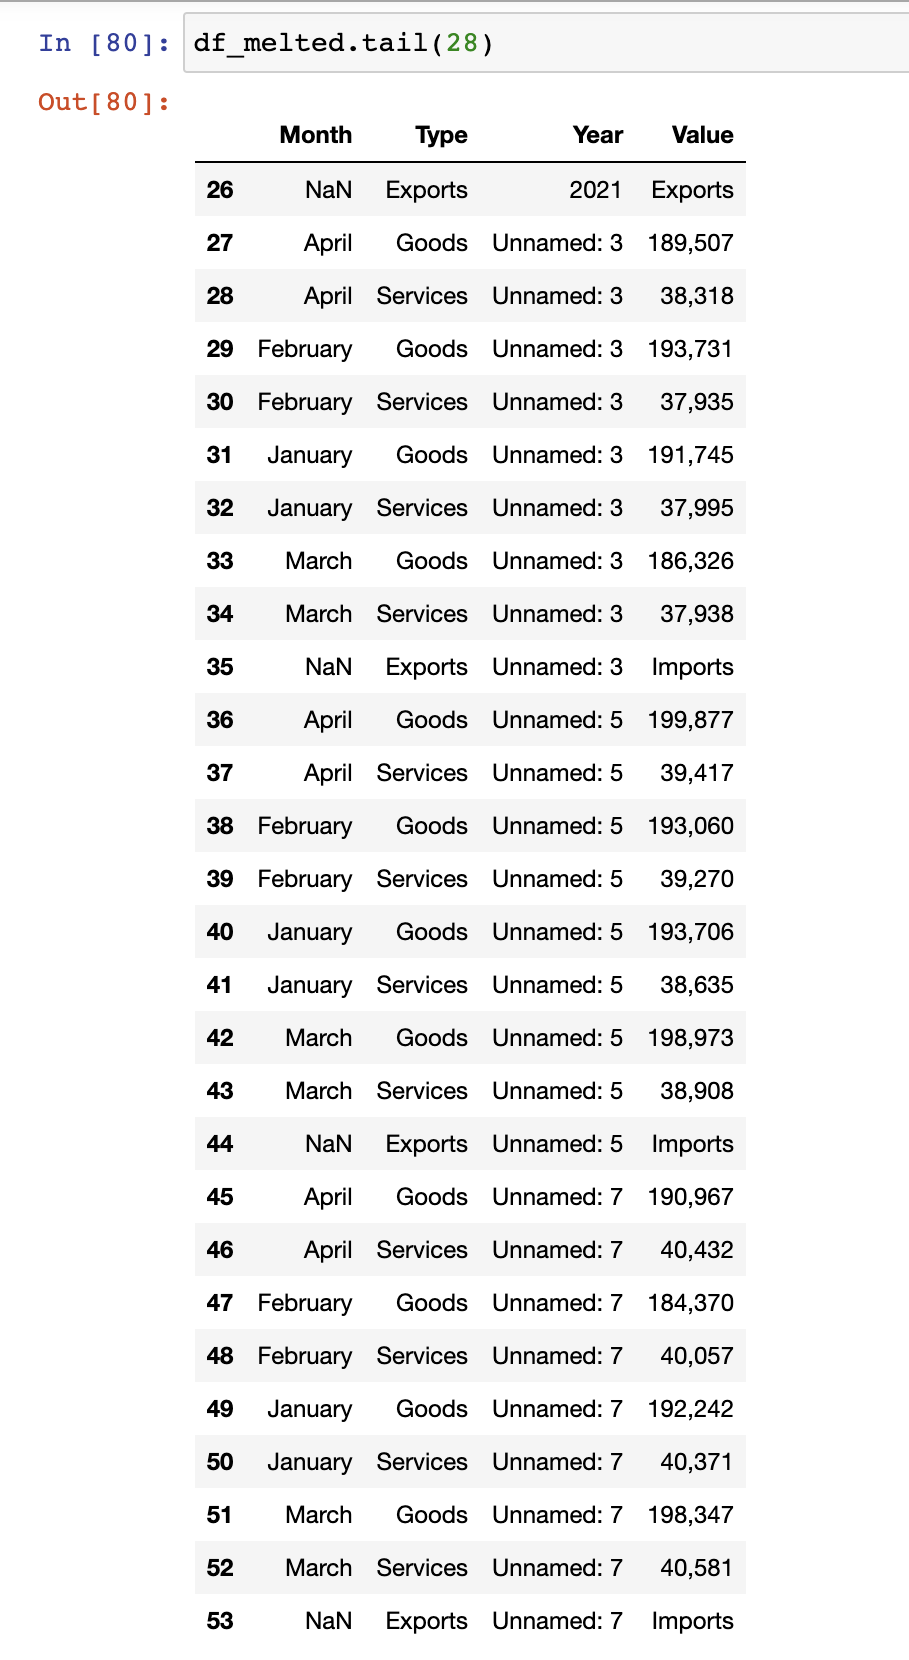 In [80]: df_melted.tail(28)
Out[80]:
Month Type Year Value
26 NaN Exports 2021 Exports
27 April Goods Unnamed: 3 189,507
28 April Services Unnamed: 3 38,318
29 February Goods Unnamed: 3 193,731
30 February Services Unnamed: 3 37,935
31 January Goods Unnamed: 3 191,745
32 January Services Unnamed: 3 37,995
33 March Goods Unnamed: 3 186,326
34 March Services Unnamed: 3 37,938
35 NaN Exports Unnamed: 3 Imports
36 April Goods Unnamed: 5 199,877
37 April Services Unnamed: 5 39,417
38 February Goods Unnamed: 5 193,060
39 February Services Unnamed: 5 39,270
40 January Goods Unnamed: 5 193,706
41 January Services Unnamed: 5 38,635
42 March Goods Unnamed: 5 198,973
43 March Services Unnamed: 5 38,908
44 NaN Exports Unnamed: 5 Imports
45 April Goods Unnamed: 7 190,967
46 April Services Unnamed: 7 40,432
47 February Goods Unnamed: 7 184,370
48 February Services Unnamed: 7 40,057
49 January Goods Unnamed: 7 192,242
50 January Services Unnamed: 7 40,371
51 March Goods Unnamed: 7 198,347
52 March Services Unnamed: 7 40,581
53 NaN Exports Unnamed: 7 Imports